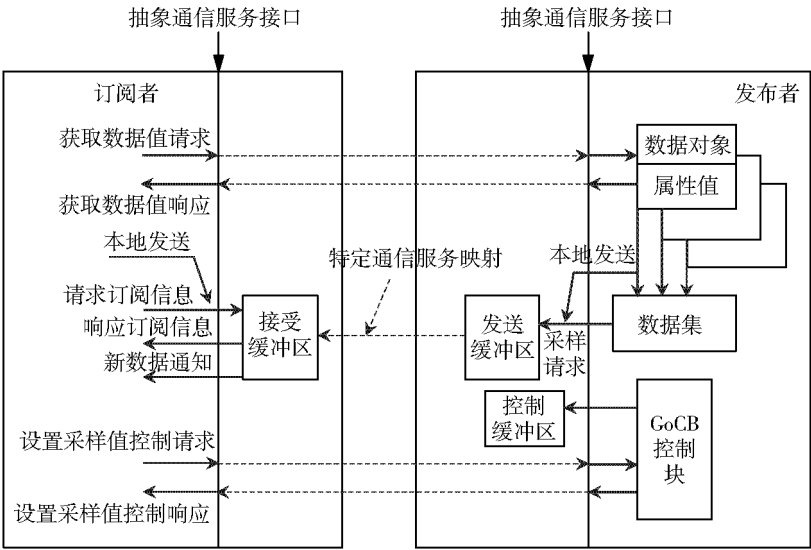 抽象通信服务接口
抽象通信服务接口
订阅者
发布者
获取数据值请求
数据对象
属性值
获取数据值响应
本地发送
特定通信服务映射
本地发送
请求订阅信息
响应订阅信息
新数据通知
接受
缓冲区
发送
缓冲区
采样
请求
数据集
控制
缓冲区
GoCB
控制
块
设置采样值控制请求
设置采样值控制响应